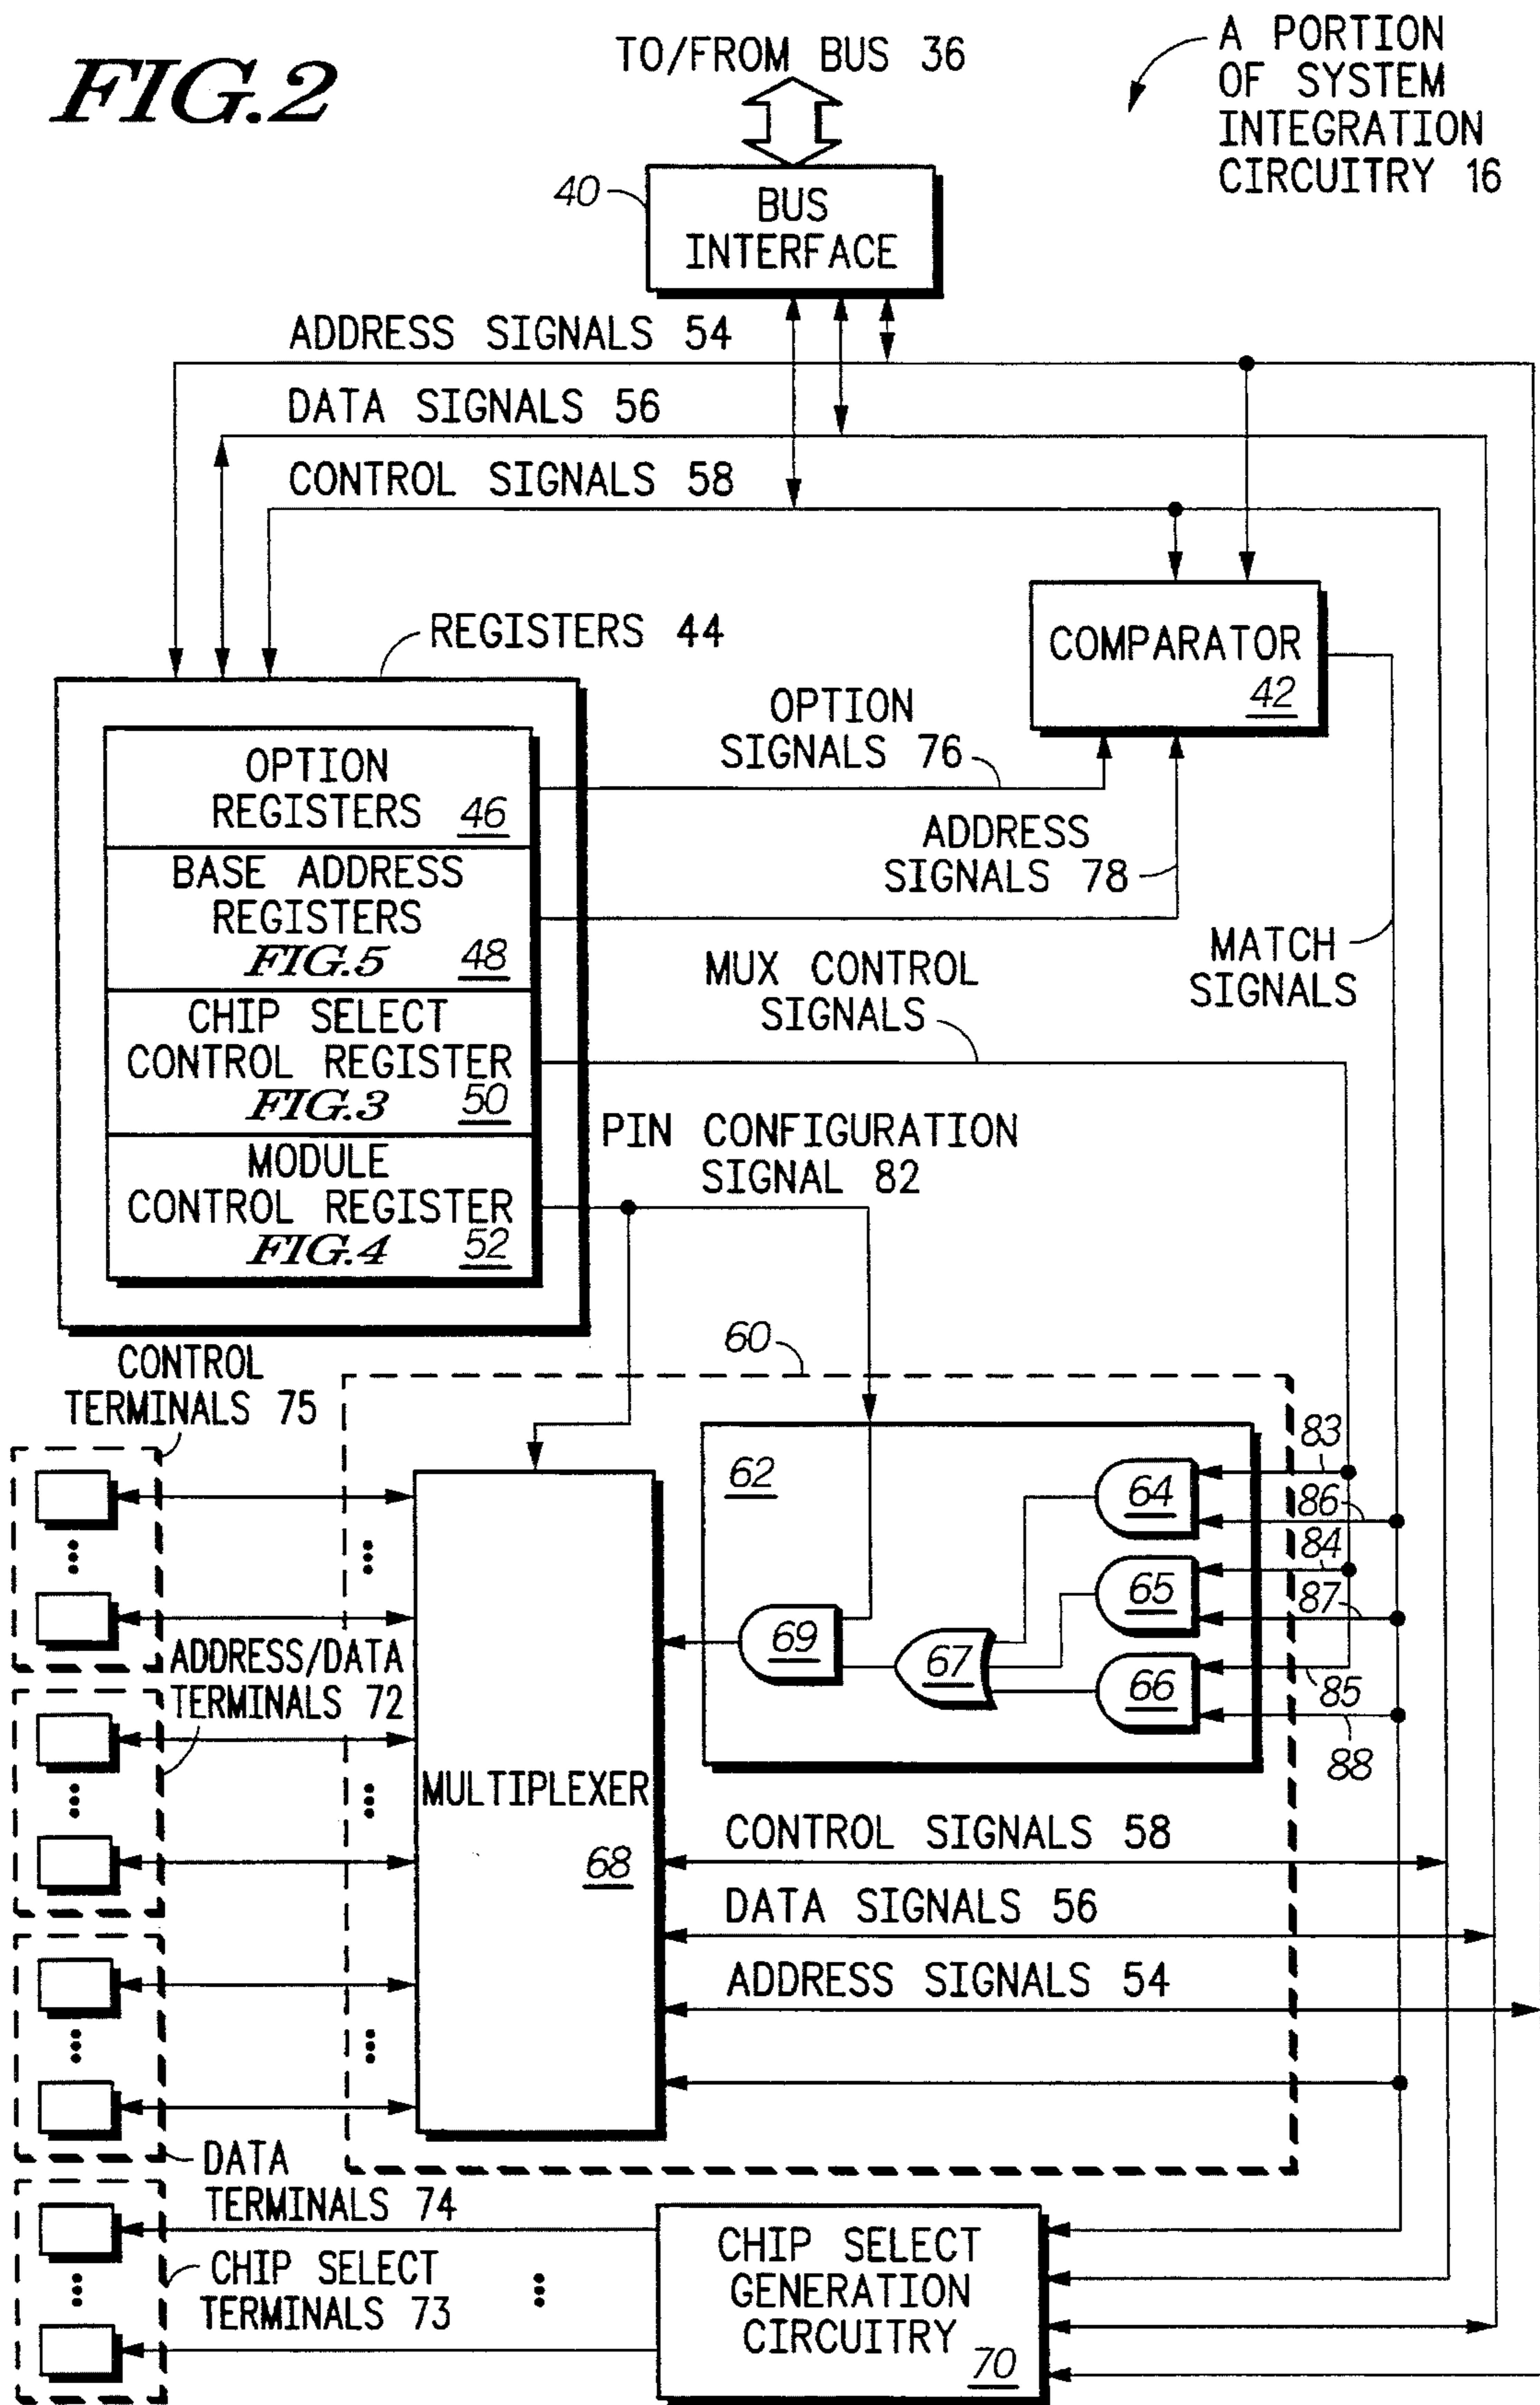 FIG.2
TO/FROM BUS 36
A PORTION
OF SYSTEM
INTEGRATION
CIRCUITRY 16
40
BUS
INTERFACE
ADDRESS SIGNALS 54
DATA SIGNALS 56
CONTROL SIGNALS 58
REGISTERS 44
COMPARATOR
42
OPTION
SIGNALS 76
OPTION
REGISTERS 46
ADDRESS
SIGNALS 78
BASE ADDRESS
REGISTERS
FIG.5 48
MATCH
SIGNALS
MUX CONTROL
SIGNALS
CHIP SELECT
CONTROL REGISTER
FIG.3 50
PIN CONFIGURATION
SIGNAL 82
MODULE
CONTROL REGISTER
FIG.4 52
60
CONTROL
TERMINALS 75
62
64
65
66
67
69
83
86
84
87
85
88
ADDRESS/DATA
TERMINALS 72
MULTIPLEXER
68
CONTROL SIGNALS 58
DATA SIGNALS 56
ADDRESS SIGNALS 54
DATA
TERMINALS 74
CHIP SELECT
TERMINALS 73
CHIP SELECT
GENERATION
CIRCUITRY
70